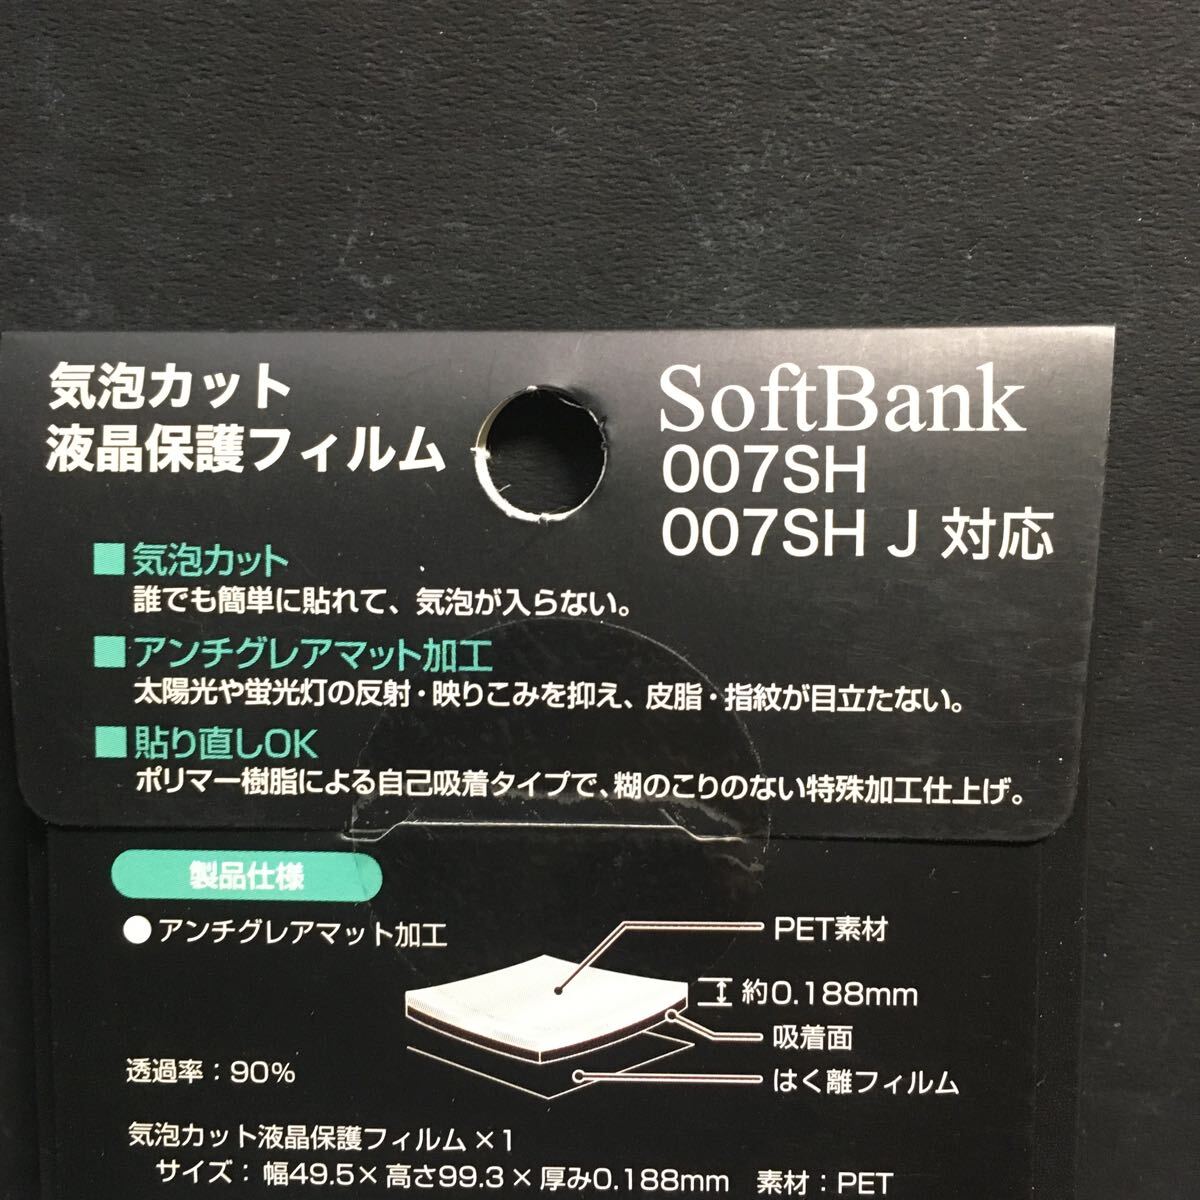 気泡カット
液晶保護フィルム
SoftBank
007SH
007SH J 対応
■気泡カット
誰でも簡単に貼れて、気泡が入らない。
■アンチグレアマット加工
太陽光や蛍光灯の反射・映りこみを抑え、皮脂・指紋が目立たない。
■貼り直しOK
ポリマー樹脂による自己吸着タイプで、糊のこりのない特殊加工仕上げ。
製品仕様
●アンチグレアマット加工
PET素材
約0.188mm
吸着面
はく離フィルム
透過率：90%
気泡カット液晶保護フィルム×1
サイズ：幅49.5×高さ99.3×厚み0.188mm 素材：PET